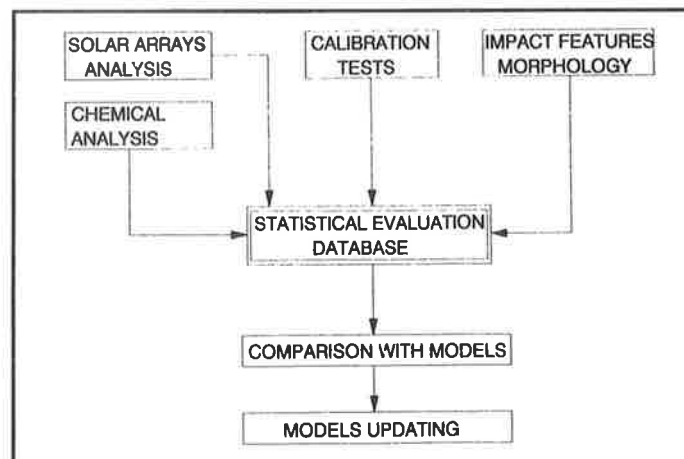 SOLAR ARRAYS
ANALYSIS
CALIBRATION
TESTS
IMPACT FEATURES
MORPHOLOGY
CHEMICAL
ANALYSIS
STATISTICAL EVALUATION
DATABASE
COMPARISON WITH MODELS
MODELS UPDATING